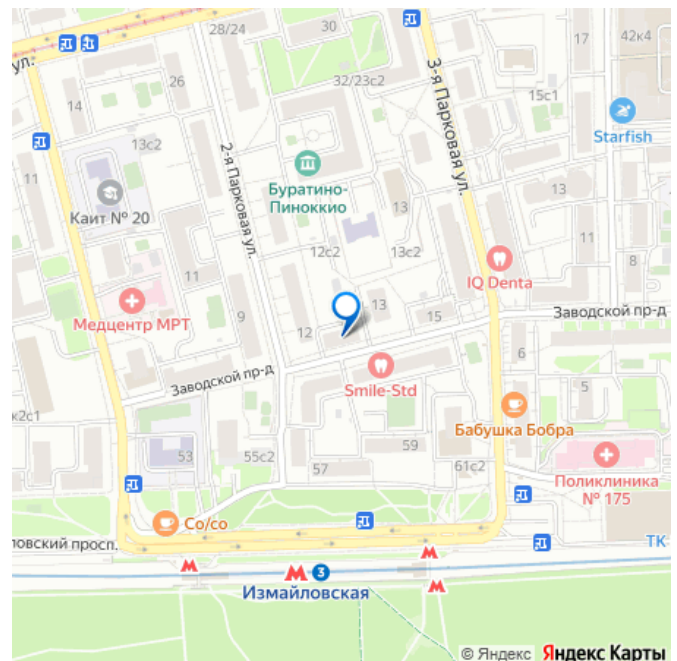 28/24
30
17
42к4
ул.
26
32/23с2
3-я Парковая ул.
15с1
14
Starfish
13с2
2-я Парковая ул.
11
Буратино-
Пиноккио
Каит № 20
13
13
11
12с2
13с2
8
11
IQ Denta
Медцентр МРТ
9
13
15
Заводской пр-д
12
6
Заводской пр-д
Smile-Std
5
к2с1
Бабушка Бобра
53
55с2
57
59
61с2
Поликлиника
№ 175
Co/co
ловский просп.
ТК
М
М 3
М
М
Измайловская
© Яндекс Яндекс Карты